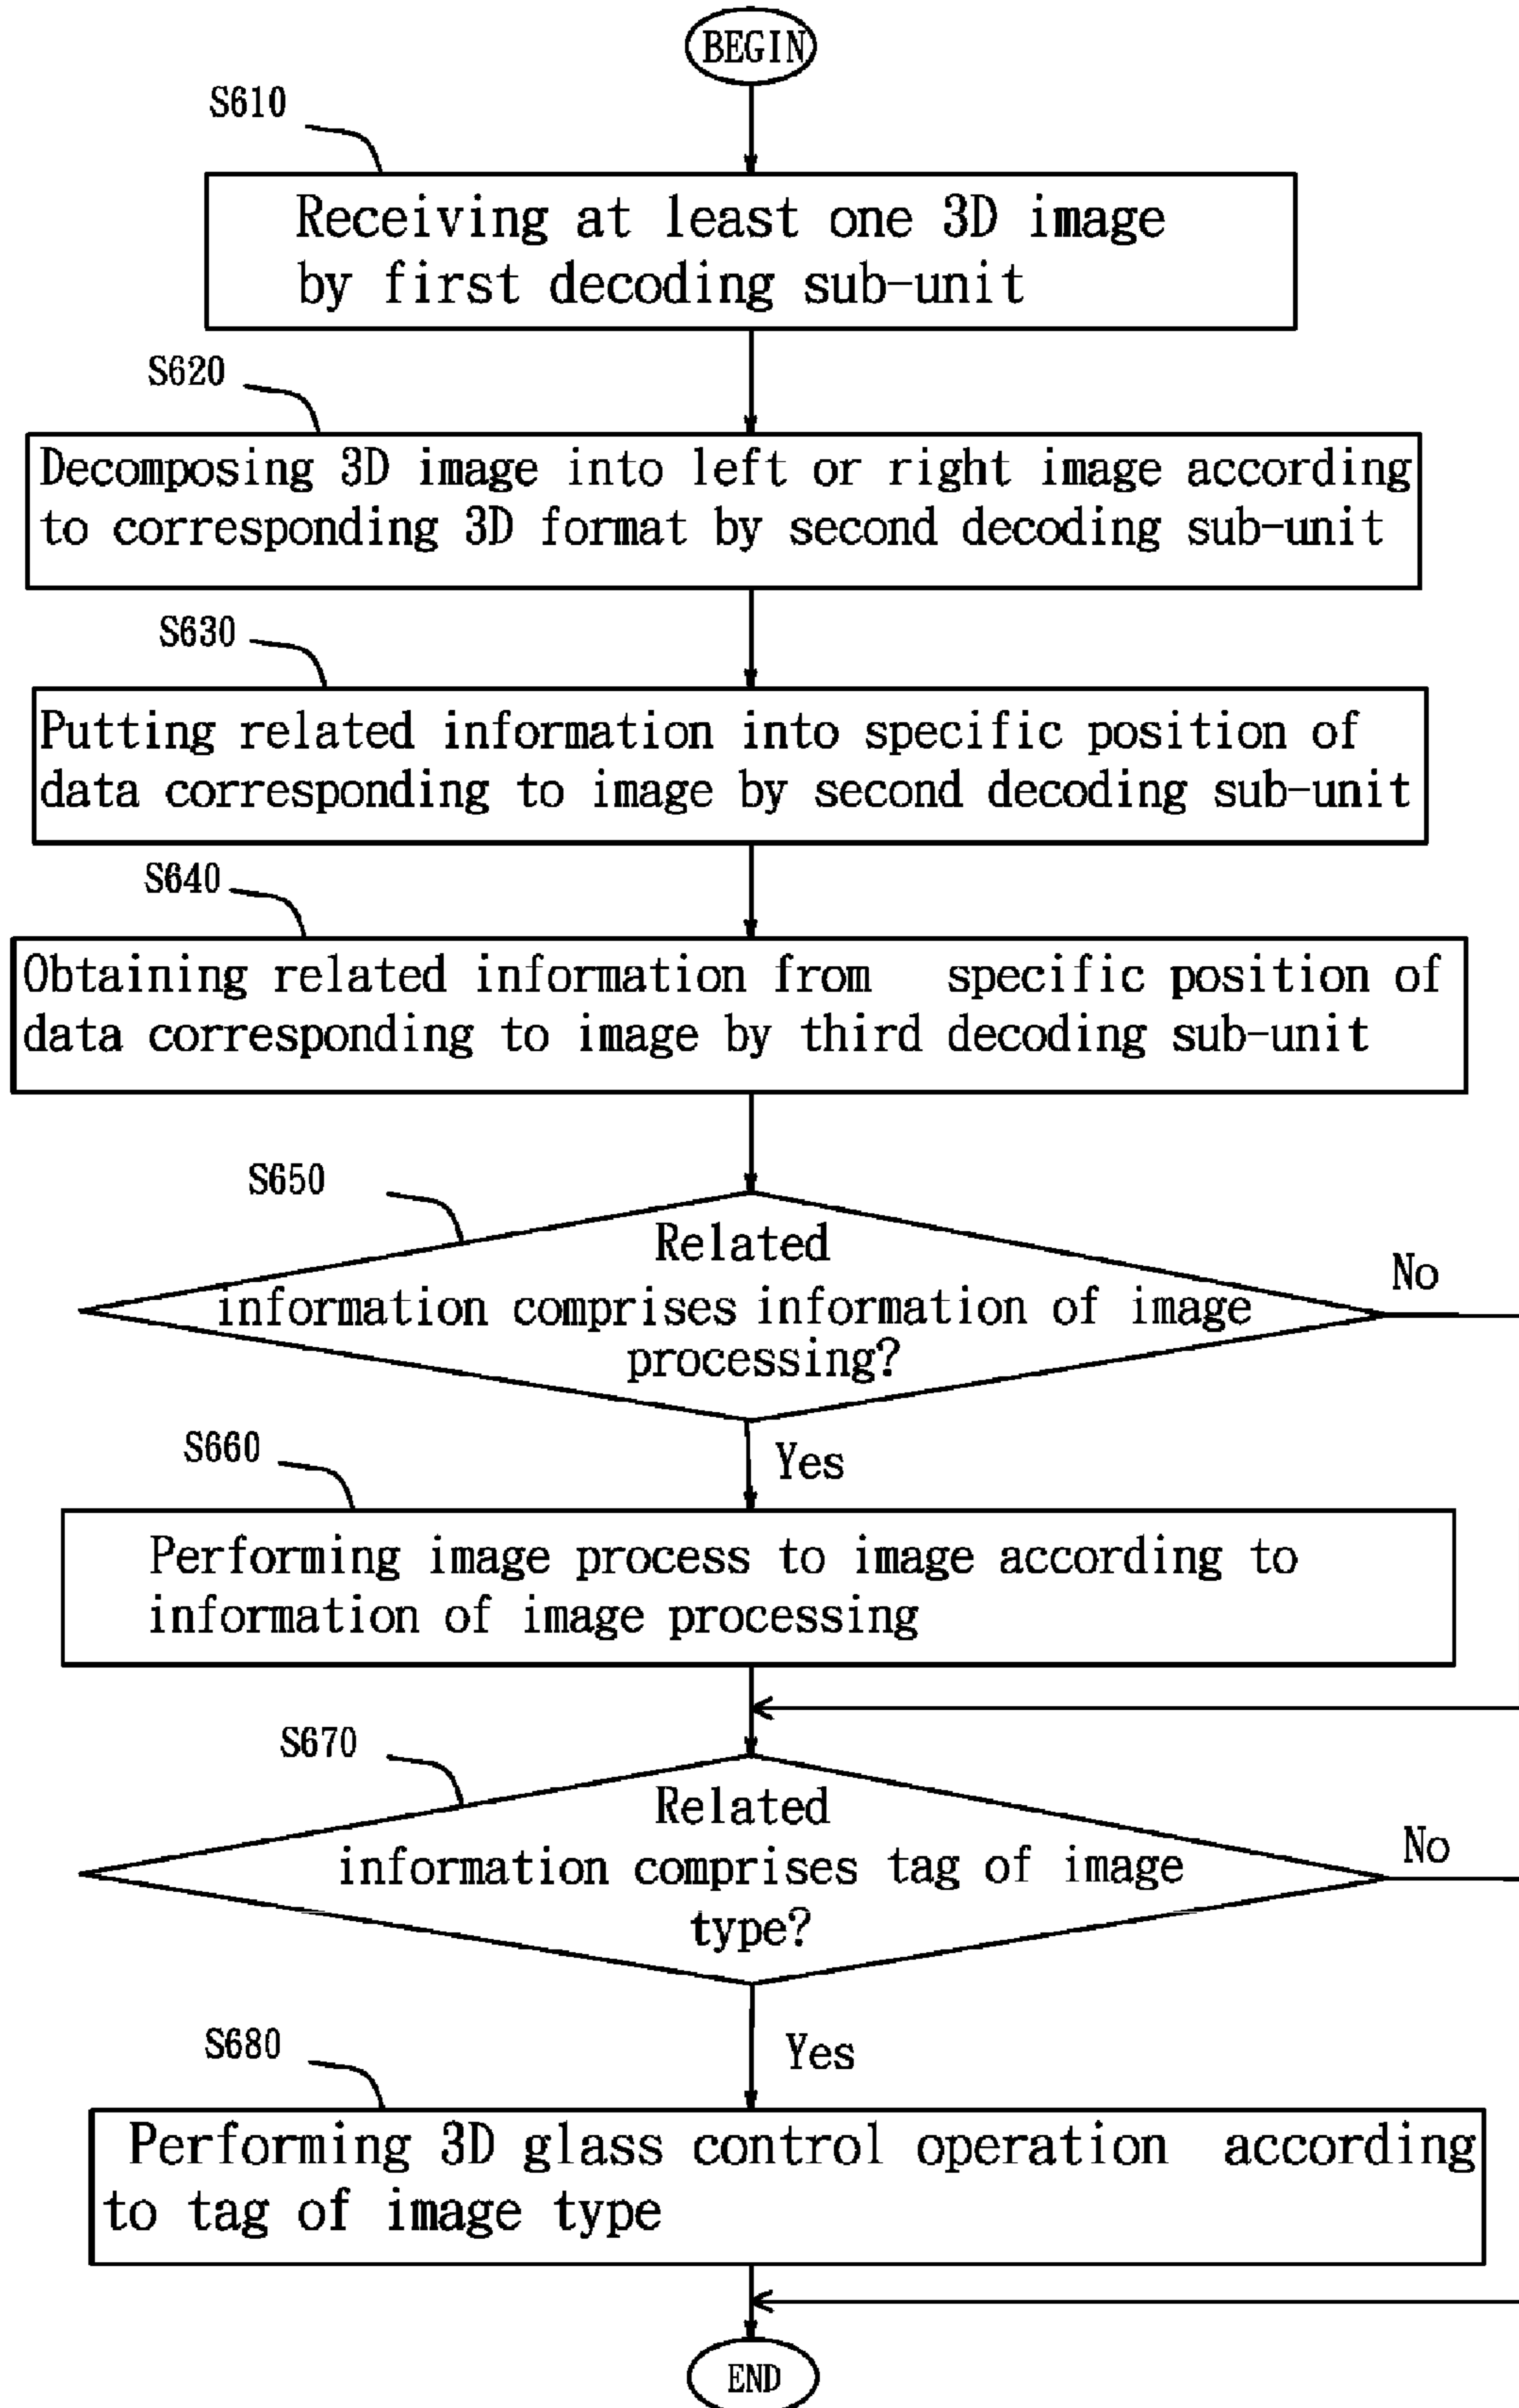 BEGIN
S610
Receiving at least one 3D image
by first decoding sub-unit
S620
Decomposing 3D image into left or right image according
to corresponding 3D format by second decoding sub-unit
S630
Putting related information into specific position of
data corresponding to image by second decoding sub-unit
S640
Obtaining related information from specific position of
data corresponding to image by third decoding sub-unit
S650
Related
information comprises information of image
processing?
No
Yes
S660
Performing image process to image according to
information of image processing
S670
Related
information comprises tag of image
type?
No
Yes
S680
Performing 3D glass control operation according
to tag of image type
END